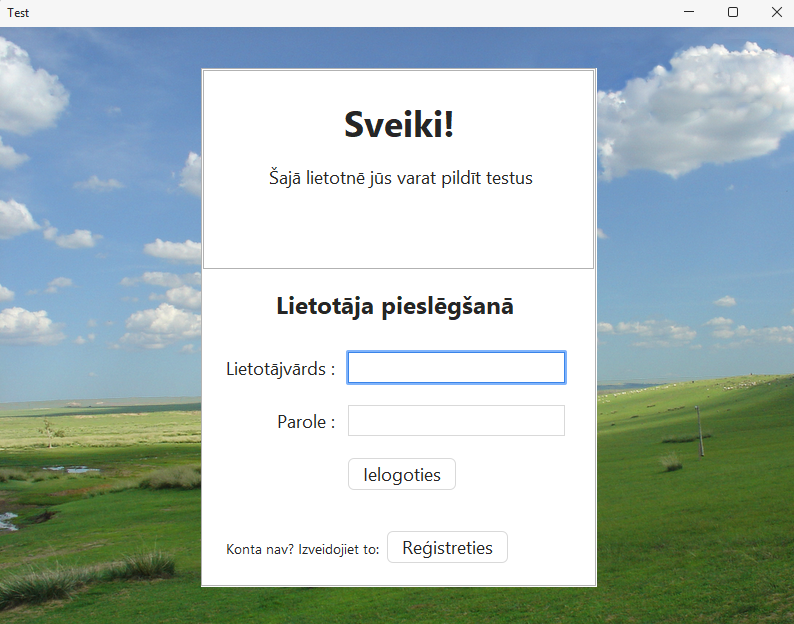 Test
Sveiki!
Šajā lietotnē jūs varat pildīt testus
Lietotāja pieslēgšanā
Lietotājvārds :
Parole :
Ielogoties
Konta nav? Izveidojiet to: Reģistreties